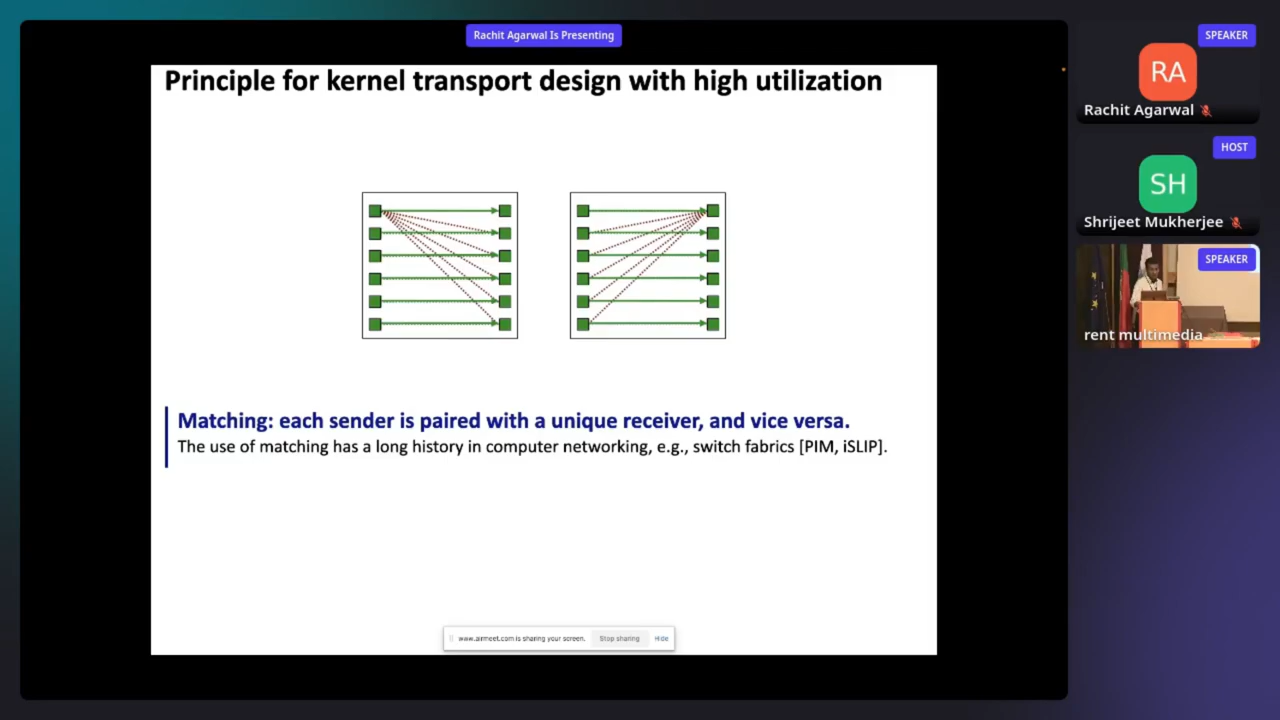 Rachit Agarwal Is Presenting
Principle for kernel transport design with high utilization
Matching: each sender is paired with a unique receiver, and vice versa.
The use of matching has a long history in computer networking, e.g., switch fabrics [PIM, iSLIP].
www.airmeet.com is sharing your screen. Stop sharing Hide
SPEAKER
RA
Rachit Agarwal
HOST
SH
Shrijeet Mukherjee
SPEAKER
rent multimedia